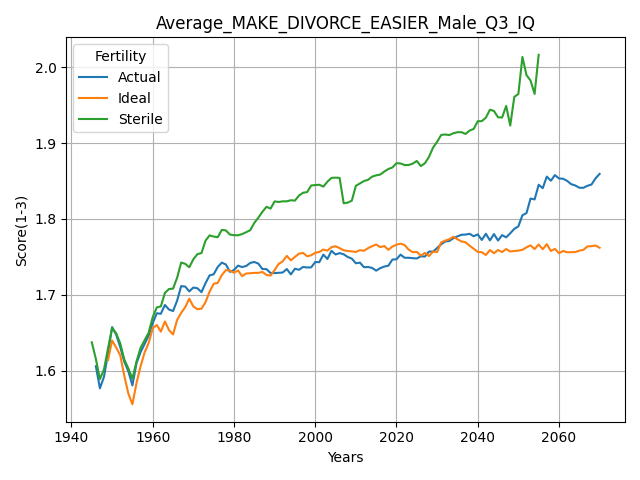 Average_MAKE_DIVORCE_EASIER_Male_Q3_IQ
Fertility
Actual
Ideal
Sterile
Score(1-3)
2.0
1.9
1.8
1.7
1.6
1940 1960 1980 2000 2020 2040 2060
Years